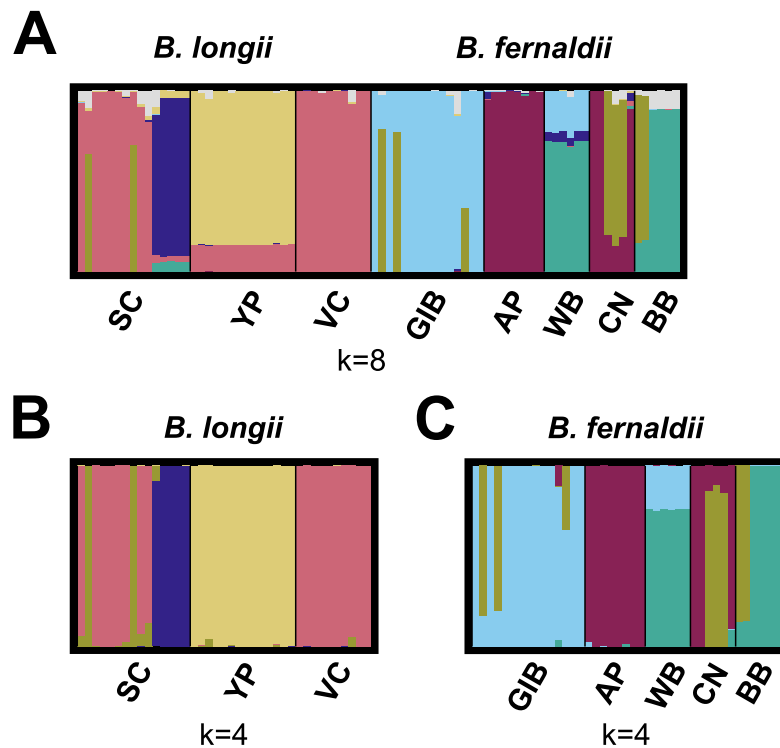 A
B. longii B. fernaldii
SC YP VC GIB AP WB CN BB
k=8
B C
B. longii B. fernaldii
SC YP VC GIB AP WB CN BB
k=4 k=4